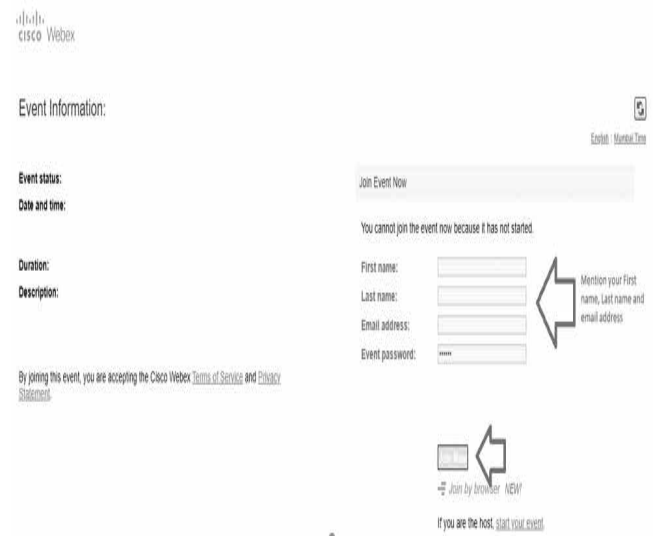 cisco Webex
Event Information:
English : Mumbai Time
Event status:
Date and time:
Duration:
Description:
By joining this event, you are accepting the Cisco Webex Terms of Service and Privacy
Statement.
Join Event Now
You cannot join the event now because it has not started.
First name:
Last name:
Email address:
Event password:
••••••
Mention your First
name, Last name and
email address
Join by browser NEW!
If you are the host, start your event.